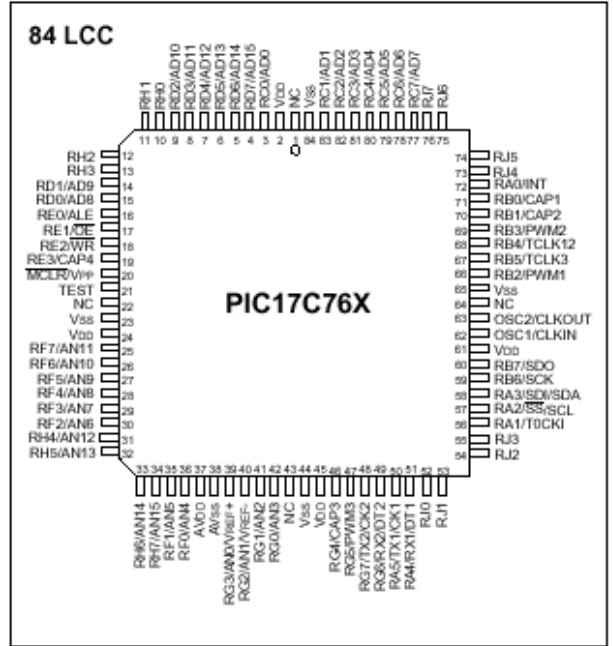 84 LCC
RH1
RH0
RD2/AD10
RD3/AD11
RD4/AD12
RD5/AD13
RD6/AD14
RD7/AD15
RC0/AD0
VDD
NC
VSS
RC1/AD1
RC2/AD2
RC3/AD3
RC4/AD4
RC5/AD5
RC6/AD6
RC7/AD7
RJ7
RJ6
11 10 9 8 7 6 5 4 3 2 1 84 83 82 81 80 79 78 77 76 75
RH2 12
RH3 13
RD1/AD9 14
RD0/AD8 15
RE0/ALE 16
RE1/OE 17
RE2/WR 18
RE3/CAP4 19
MCLR/VPP 20
TEST 21
NC 22
VSS 23
VDD 24
RF7/AN11 25
RF6/AN10 26
RF5/AN9 27
RF4/AN8 28
RF3/AN7 29
RF2/AN6 30
RH4/AN12 31
RH5/AN13 32
PIC17C76X
74 RJ5
73 RJ4
72 RA0/INT
71 RB0/CAP1
70 RB1/CAP2
69 RB3/PWM2
68 RB4/TCLK12
67 RB5/TCLK3
66 RB2/PWM1
65 VSS
64 NC
63 OSC2/CLKOUT
62 OSC1/CLKIN
61 VDD
60 RB7/SDO
59 RB6/SCK
58 RA3/SDI/SDA
57 RA2/SS/SCL
56 RA1/T0CKI
55 RJ3
54 RJ2
33 34 35 36 37 38 39 40 41 42 43 44 45 46 47 48 49 50 51 52 53
RH6/AN14
RH7/AN15
RF1/AN5
RF0/AN4
AVDD
AVSS
RG3/AN0/VREF+
RG2/AN1/VREF-
RG1/AN2
RG0/AN3
NC
VSS
VDD
RG4/CAP3
RG5/PWM3
RG7/TX2/CK2
RG6/RX2/DT2
RA5/TX1/CK1
RA4/RX1/DT1
RJ0
RJ1